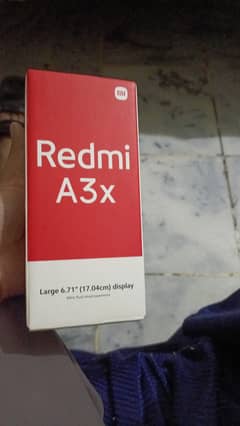 mi
Redmi
A3x
Large 6.71" (17.04cm) display